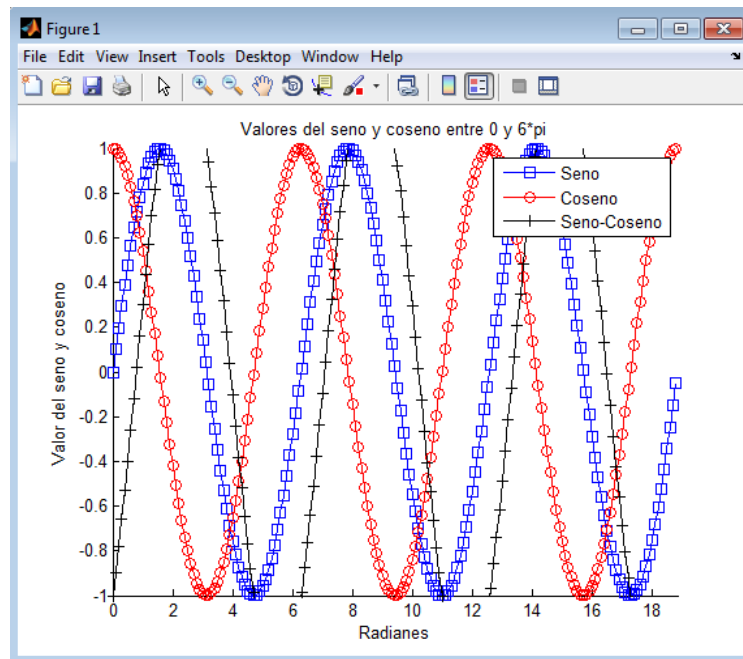 Figure 1
File Edit View Insert Tools Desktop Window Help
Valores del seno y coseno entre 0 y 6*pi
Seno
Coseno
Seno-Coseno
Valor del seno y coseno
1
0.8
0.6
0.4
0.2
0
-0.2
-0.4
-0.6
-0.8
-1
0 2 4 6 8 10 12 14 16 18
Radianes